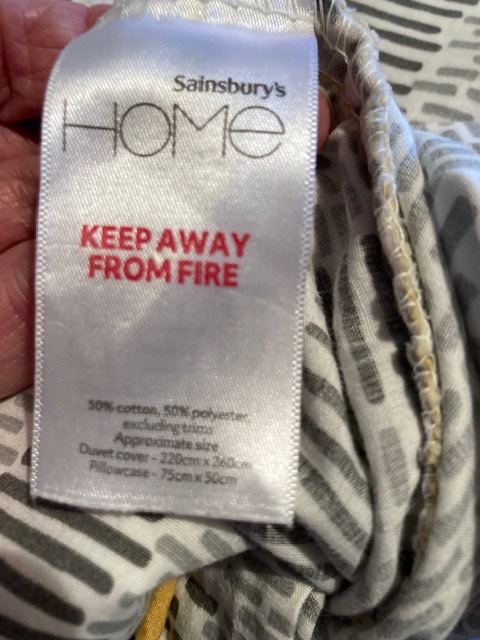 Sainsbury's
HOMe
KEEP AWAY
FROM FIRE
50% cotton, 50% polyester,
excluding trims
Approximate size
Duvet cover - 220cm x 260cm
Pillowcase - 75cm x 50cm